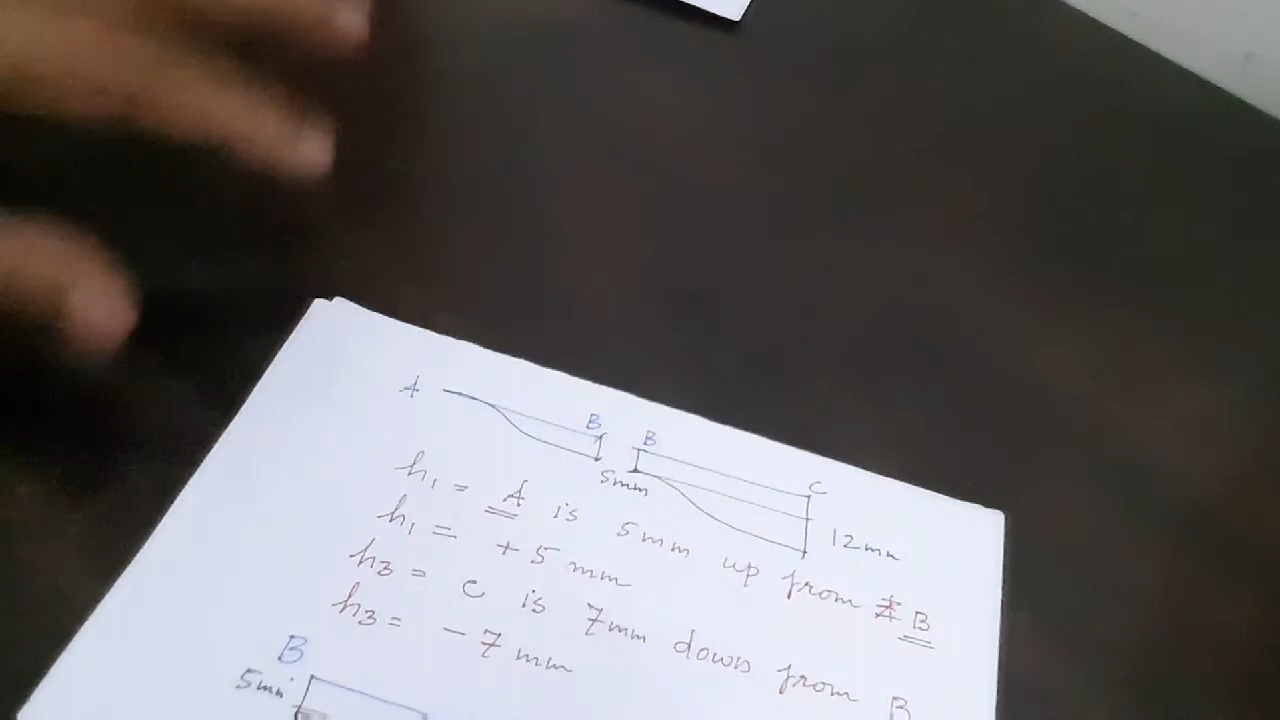 A
B B
C
5mm
12mm
h₁ = A is 5mm up from B
h₁ = + 5 mm
h3 = C is 7mm down from B
h3 = - 7 mm
B
5mm